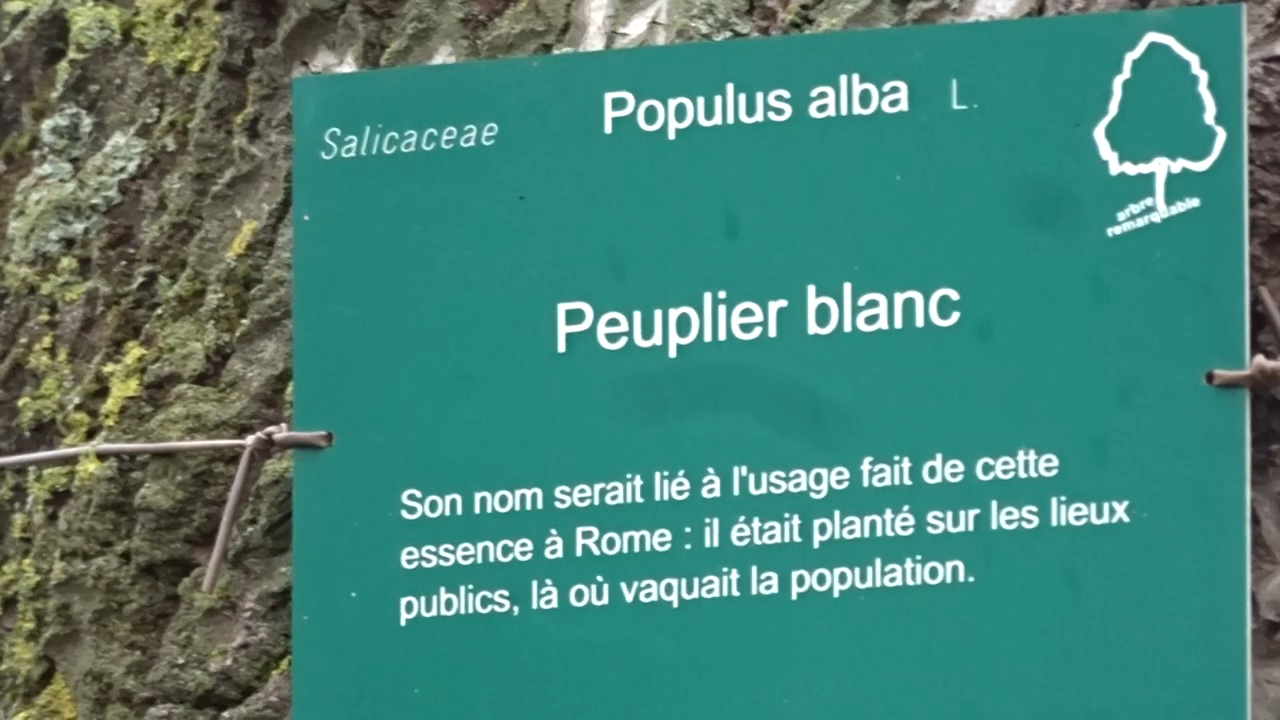 Salicaceae
Populus alba L.
arbre
remarquable
Peuplier blanc
Son nom serait lié à l'usage fait de cette
essence à Rome : il était planté sur les lieux
publics, là où vaquait la population.